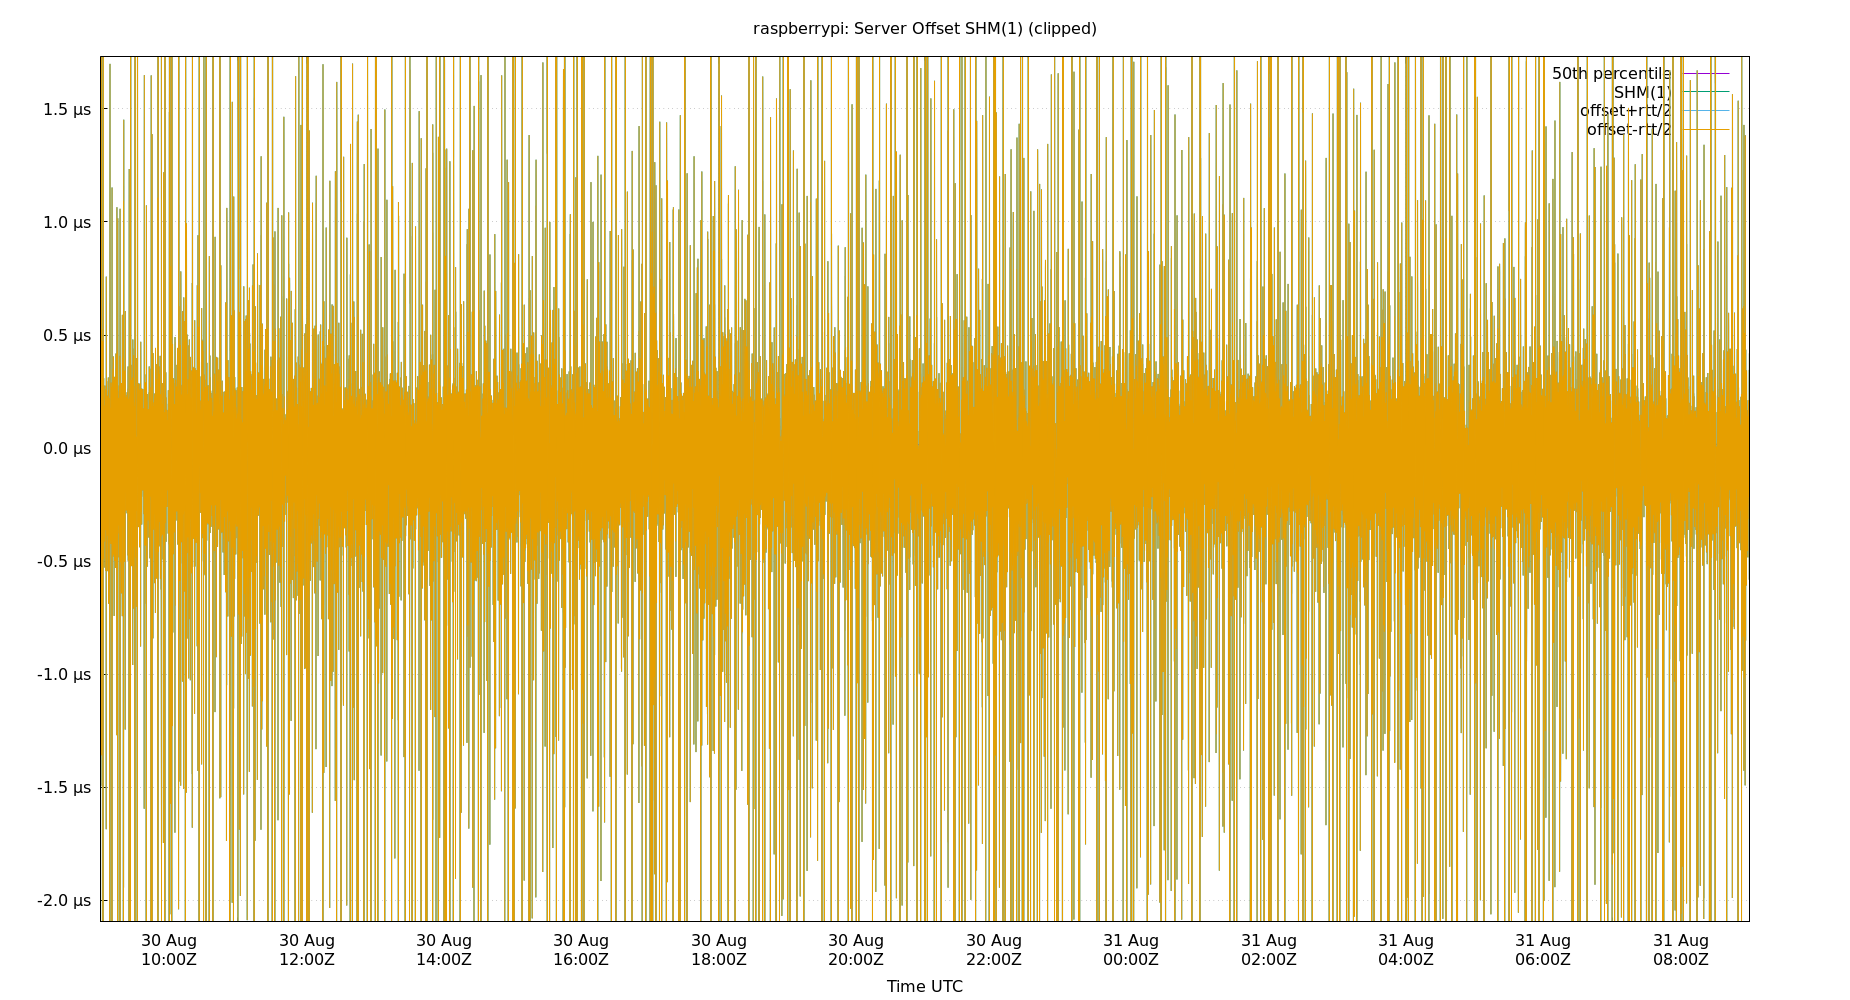 raspberrypi: Server Offset SHM(1) (clipped)
50th percentile
SHM(1)
offset+rtt/2
offset-rtt/2
1.5 µs
1.0 µs
0.5 µs
0.0 µs
-0.5 µs
-1.0 µs
-1.5 µs
-2.0 µs
30 Aug 30 Aug 30 Aug 30 Aug 30 Aug 30 Aug 30 Aug 31 Aug 31 Aug 31 Aug 31 Aug 31 Aug
10:00Z 12:00Z 14:00Z 16:00Z 18:00Z 20:00Z 22:00Z 00:00Z 02:00Z 04:00Z 06:00Z 08:00Z
Time UTC